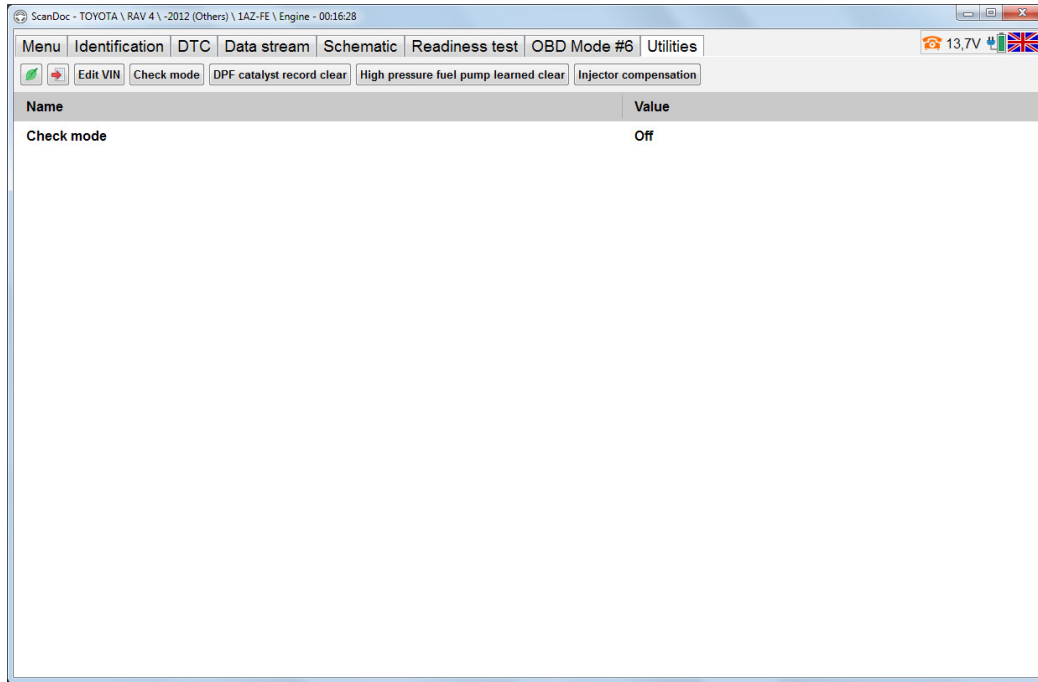 ScanDoc - TOYOTA \ RAV 4 \ -2012 (Others) \ 1AZ-FE \ Engine - 00:16:28
Menu Identification DTC Data stream Schematic Readiness test OBD Mode #6 Utilities 13,7V
Edit VIN Check mode DPF catalyst record clear High pressure fuel pump learned clear Injector compensation
Name Value
Check mode Off